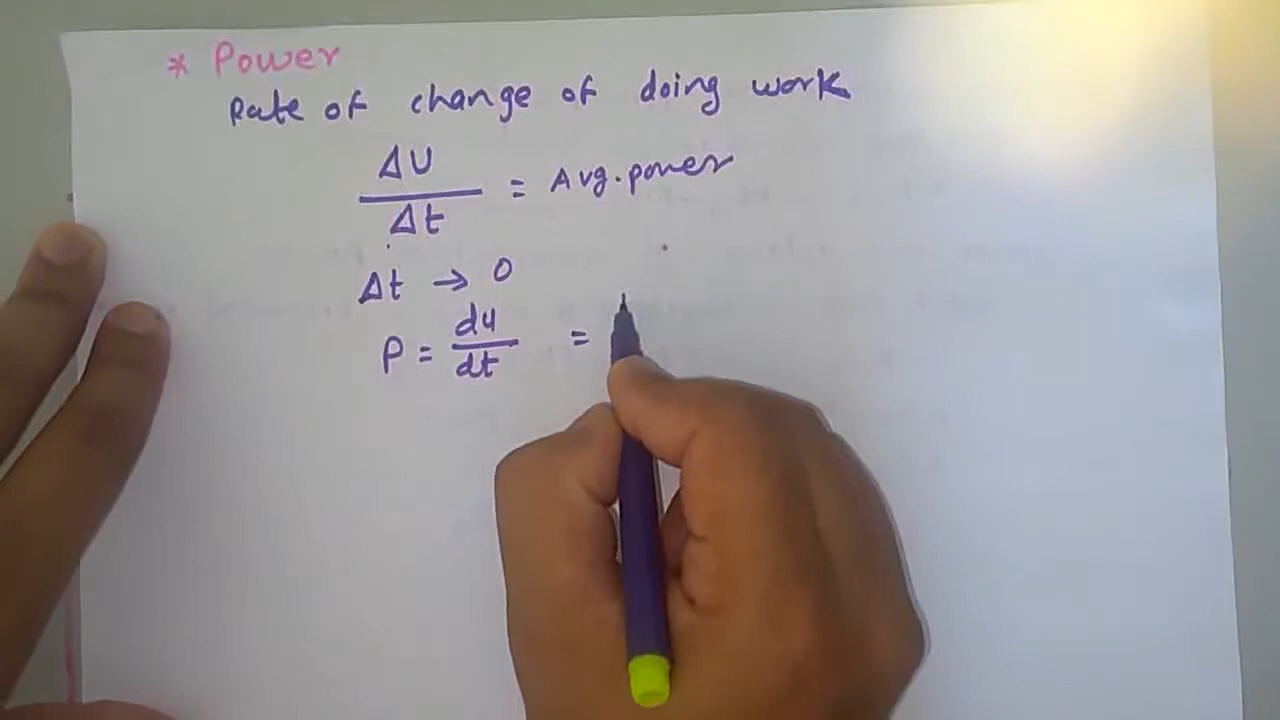 * Power
Rate of change of doing work
ΔU
Δt
= Avg. power
Δt → 0
P = du/dt =